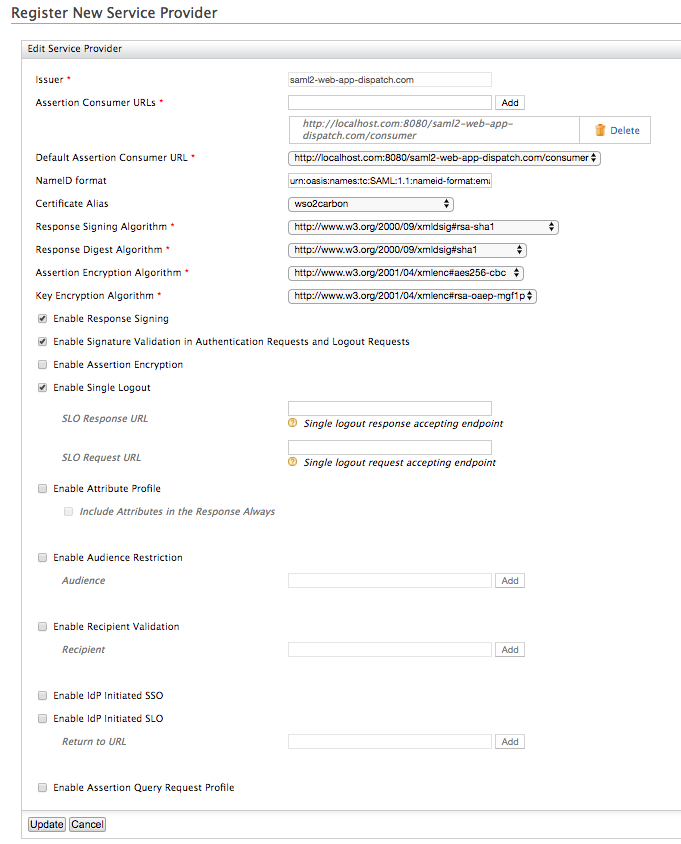 Register New Service Provider
Edit Service Provider
Issuer *
saml2-web-app-dispatch.com
Assertion Consumer URLs *
Add
http://localhost.com:8080/saml2-web-app-
dispatch.com/consumer
Delete
Default Assertion Consumer URL *
http://localhost.com:8080/saml2-web-app-dispatch.com/consumer
NameID format
urn:oasis:names:tc:SAML:1.1:nameid-format:ema
Certificate Alias
wso2carbon
Response Signing Algorithm *
http://www.w3.org/2000/09/xmldsig#rsa-sha1
Response Digest Algorithm *
http://www.w3.org/2000/09/xmldsig#sha1
Assertion Encryption Algorithm *
http://www.w3.org/2001/04/xmlenc#aes256-cbc
Key Encryption Algorithm *
http://www.w3.org/2001/04/xmlenc#rsa-oaep-mgf1p
Enable Response Signing
Enable Signature Validation in Authentication Requests and Logout Requests
Enable Assertion Encryption
Enable Single Logout
SLO Response URL
? Single logout response accepting endpoint
SLO Request URL
? Single logout request accepting endpoint
Enable Attribute Profile
Include Attributes in the Response Always
Enable Audience Restriction
Audience
Add
Enable Recipient Validation
Recipient
Add
Enable IdP Initiated SSO
Enable IdP Initiated SLO
Return to URL
Add
Enable Assertion Query Request Profile
Update Cancel